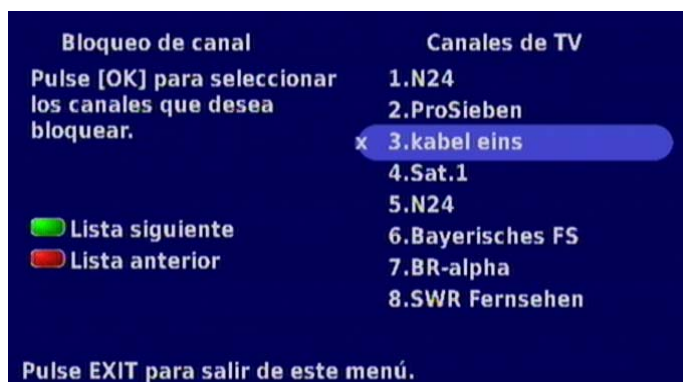 Bloqueo de canal
Pulse [OK] para seleccionar
los canales que desea
bloquear.
Lista siguiente
Lista anterior
Canales de TV
1.N24
2.ProSieben
x 3.kabel eins
4.Sat.1
5.N24
6.Bayerisches FS
7.BR-alpha
8.SWR Fernsehen
Pulse EXIT para salir de este menú.